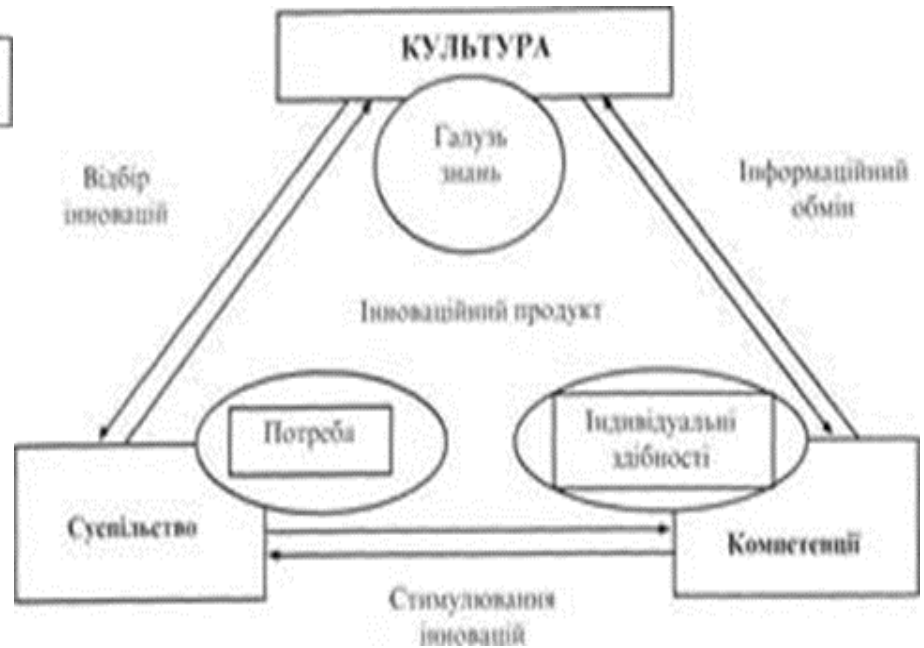 КУЛЬТУРА
Галузь
знань
Відбір
інновацій
Інформаційний
обмін
Інноваційний продукт
Потреба
Індивідуальні
здібності
Суспільство
Компетенції
Стимулювання
інновацій